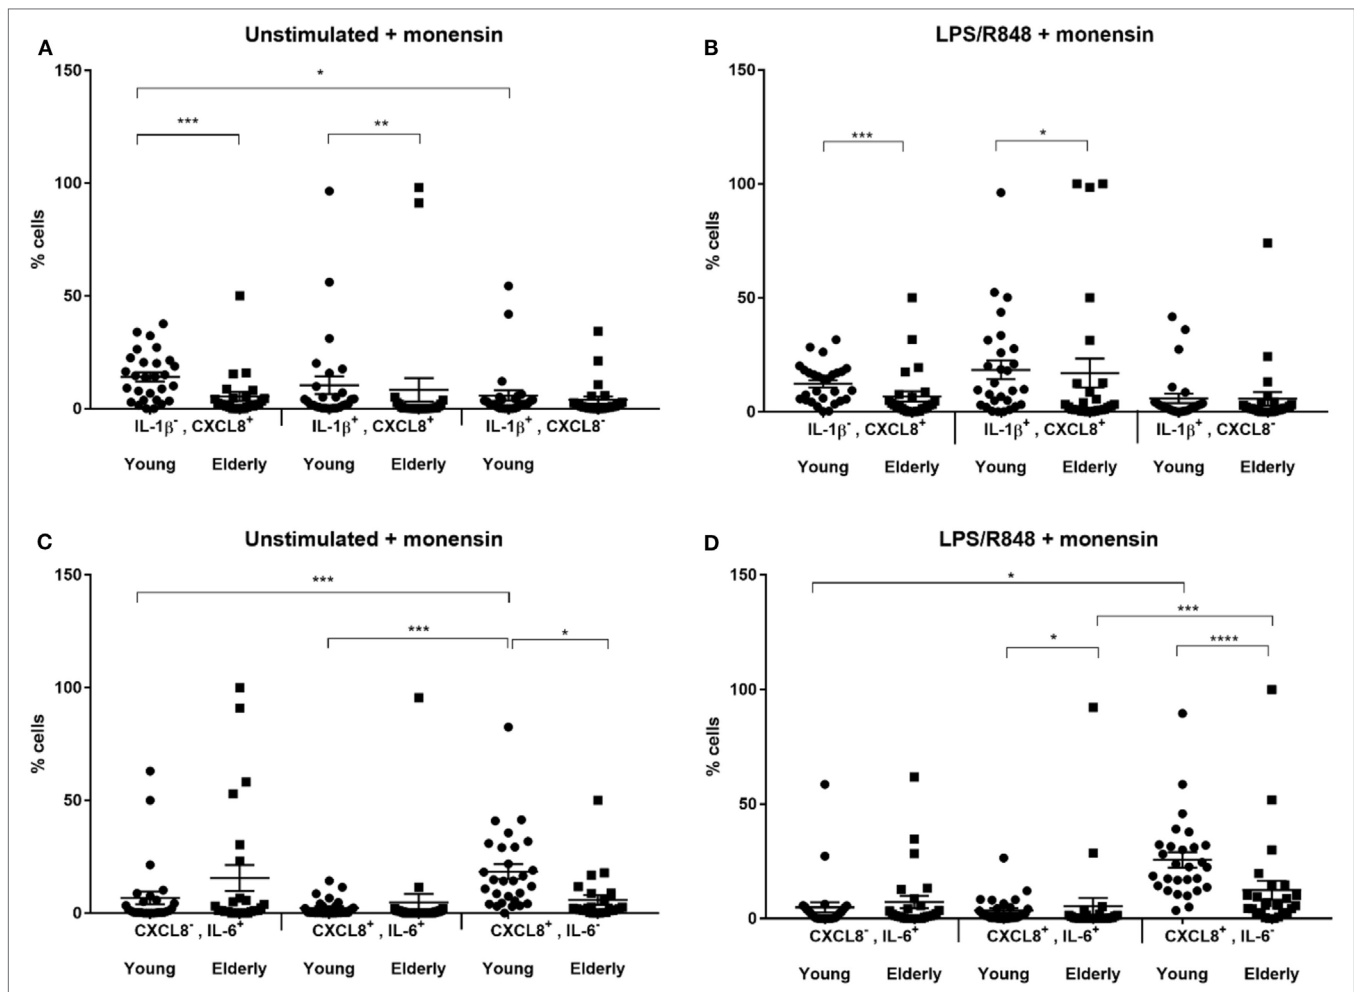 A
Unstimulated + monensin
150
100
50
0
% cells
*
***
**
IL-1β⁻ , CXCL8⁺
IL-1β⁺ , CXCL8⁺
IL-1β⁺ , CXCL8⁻
Young
Elderly
Young
Elderly
Young
B
LPS/R848 + monensin
150
100
50
0
% cells
***
*
IL-1β⁻ , CXCL8⁺
IL-1β⁺ , CXCL8⁺
IL-1β⁺ , CXCL8⁻
Young
Elderly
Young
Elderly
Young
Elderly
C
Unstimulated + monensin
150
100
50
0
% cells
***
***
*
CXCL8⁻ , IL-6⁺
CXCL8⁺ , IL-6⁺
CXCL8⁺ , IL-6⁻
Young
Elderly
Young
Elderly
Young
Elderly
D
LPS/R848 + monensin
150
100
50
0
% cells
*
***
*
****
CXCL8⁻ , IL-6⁺
CXCL8⁺ , IL-6⁺
CXCL8⁺ , IL-6⁻
Young
Elderly
Young
Elderly
Young
Elderly